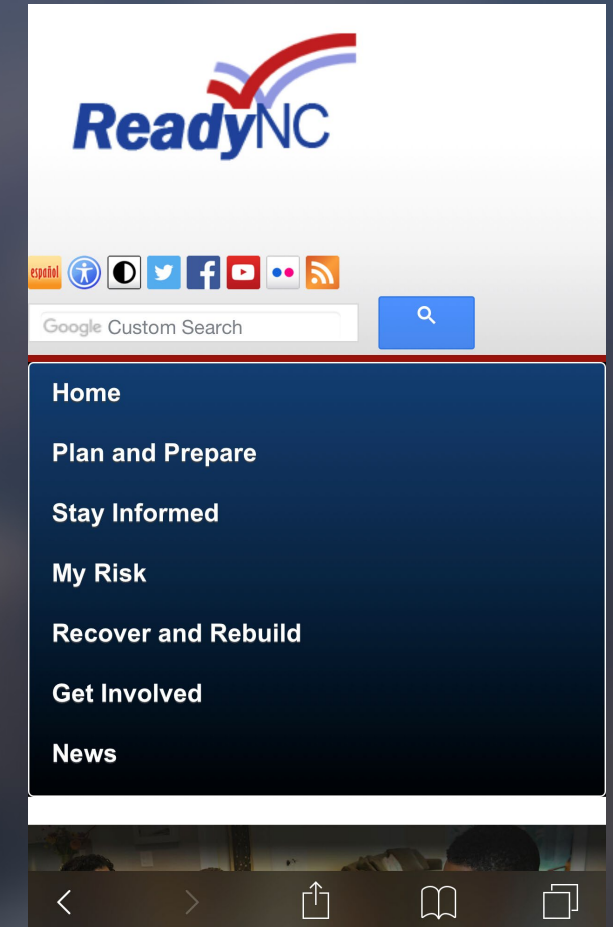 ReadyNC
español
Google Custom Search
Home
Plan and Prepare
Stay Informed
My Risk
Recover and Rebuild
Get Involved
News